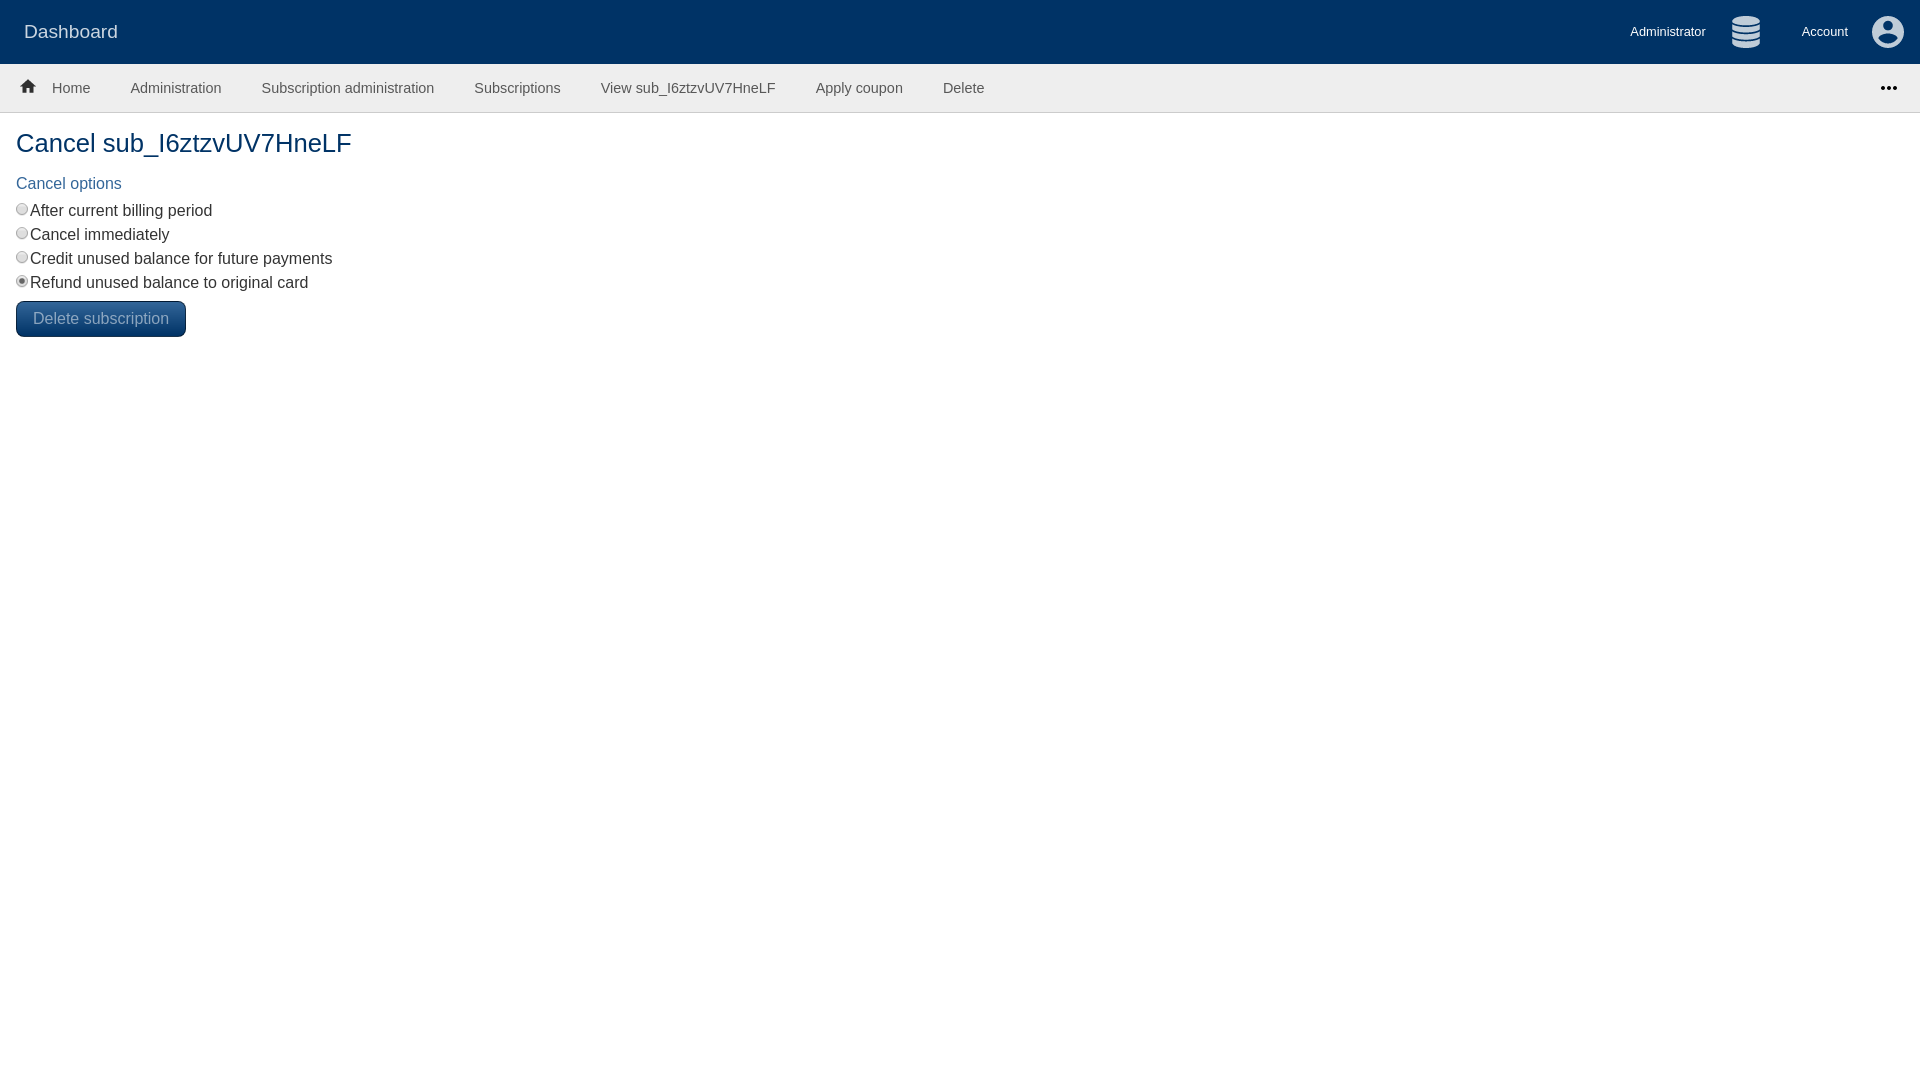 Dashboard
Administrator
Account
Home
Administration
Subscription administration
Subscriptions
View sub_I6ztzvUV7HneLF
Apply coupon
Delete
Cancel sub_I6ztzvUV7HneLF
Cancel options
After current billing period
Cancel immediately
Credit unused balance for future payments
Refund unused balance to original card
Delete subscription